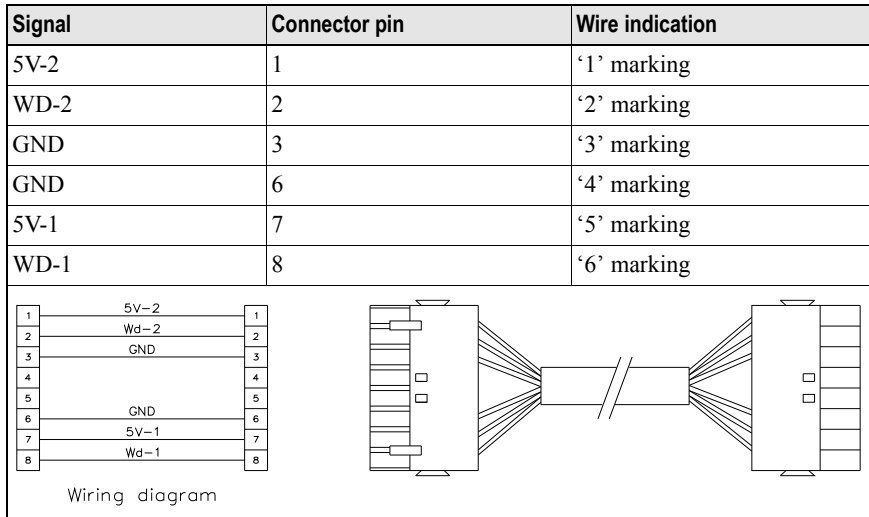 Signal Connector pin Wire indication
5V-2 1 ‘1’ marking
WD-2 2 ‘2’ marking
GND 3 ‘3’ marking
GND 6 ‘4’ marking
5V-1 7 ‘5’ marking
WD-1 8 ‘6’ marking
1 5V-2 1
2 Wd-2 2
3 GND 3
4 4
5 5
6 GND 6
7 5V-1 7
8 Wd-1 8
Wiring diagram